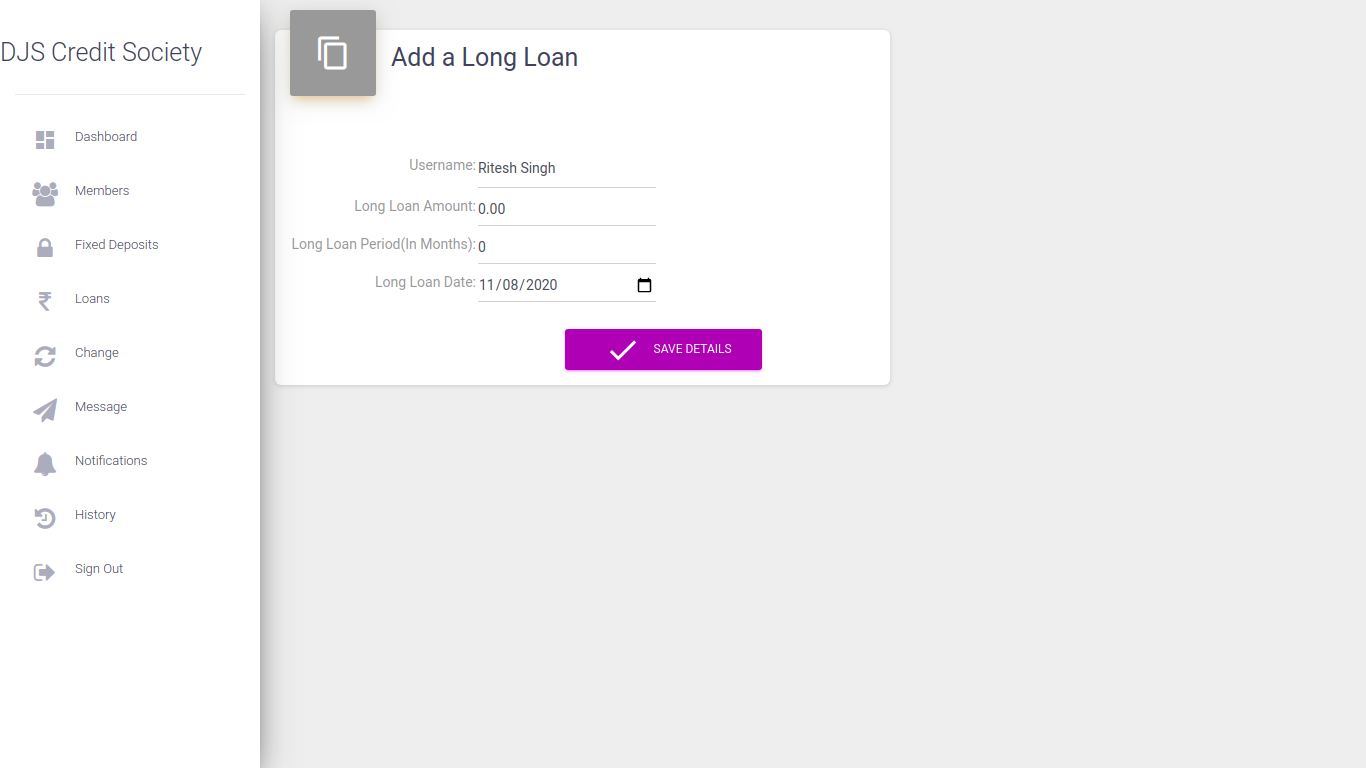 DJS Credit Society
Dashboard
Members
Fixed Deposits
Loans
Change
Message
Notifications
History
Sign Out
Add a Long Loan
Username: Ritesh Singh
Long Loan Amount: 0.00
Long Loan Period(In Months): 0
Long Loan Date: 11/08/2020
SAVE DETAILS